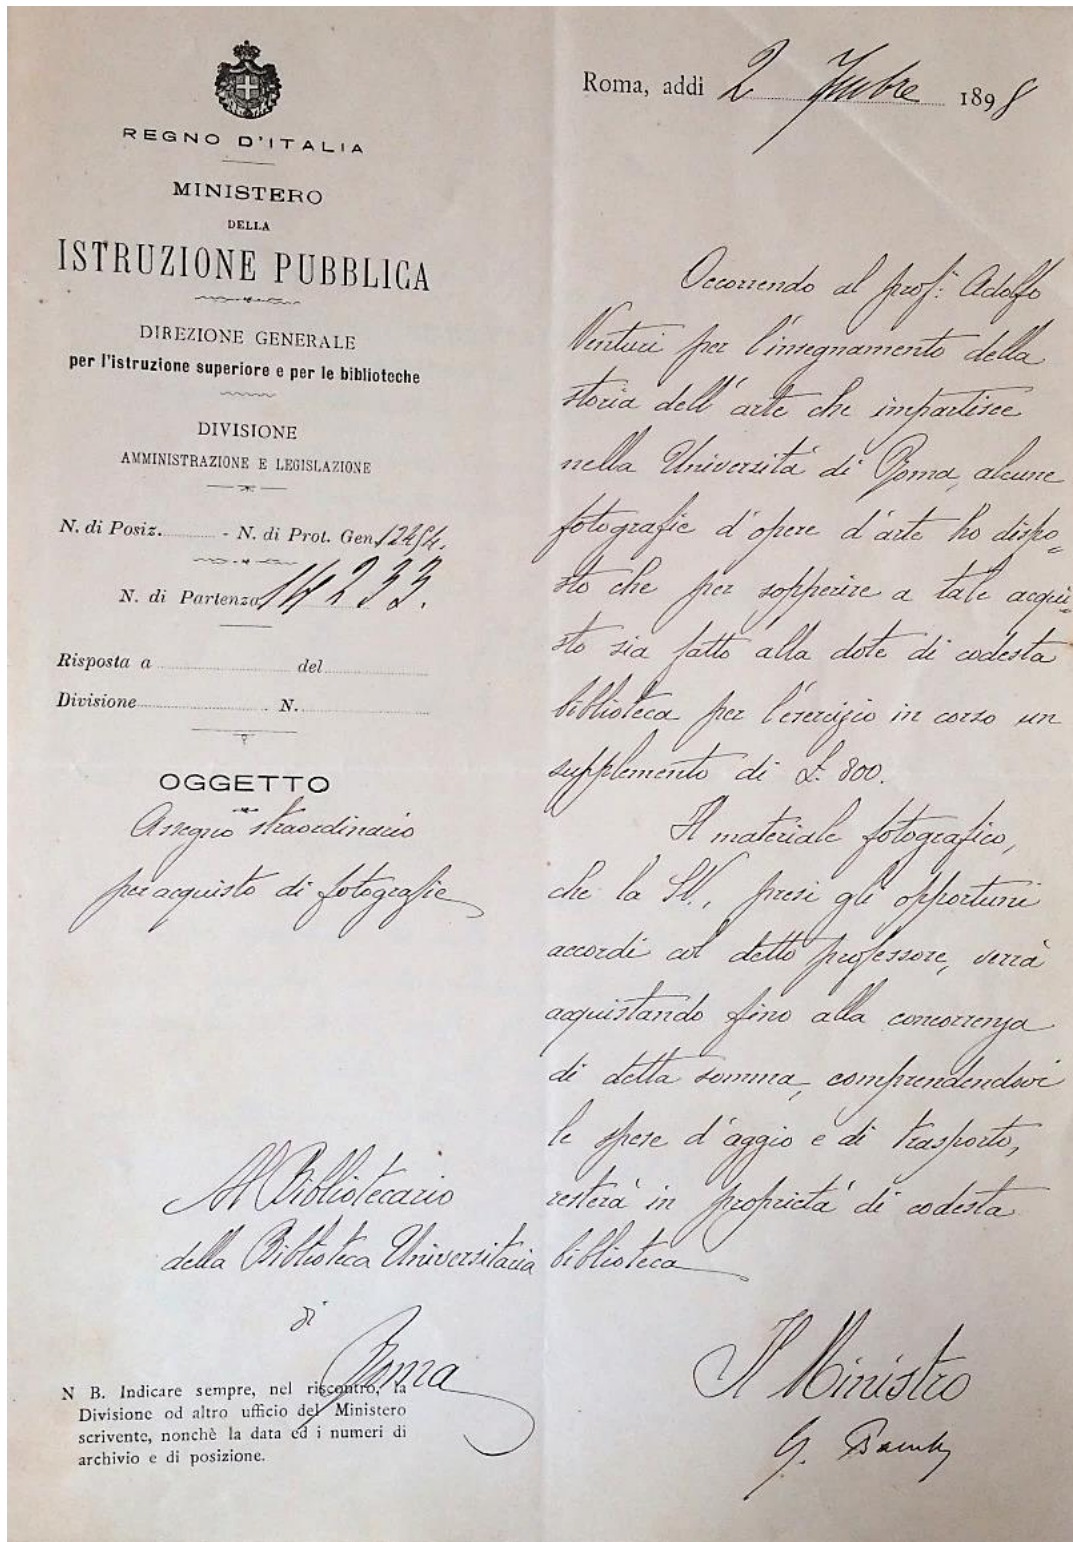 REGNO D'ITALIA
MINISTERO
DELLA
ISTRUZIONE PUBBLICA
DIREZIONE GENERALE
per l'istruzione superiore e per le biblioteche
DIVISIONE
AMMINISTRAZIONE E LEGISLAZIONE
N. di Posiz. - N. di Prot. Gen.
N. di Partenza 14233.
Risposta a del
Division​e N.
OGGETTO
Assegno straordinario
per acquisto di fotografie
Al Bibliotecario
della Biblioteca Universitaria
di
Roma
N B. Indicare sempre, nel riscontro, la
Divisione od altro ufficio del Ministero
scrivente, nonchè la data ed i numeri di
archivio e di posizione.
Roma, addì 2 1898
Occorrendo al prof: Adolfo
Venturi per l'insegnamento della
storia dell'arte che impartisce
nella Università di Roma, alcune
fotografie d'opere d'arte ho dispo=
sto che per sopperire a tale acqui=
sto sia fatto alla dote di codesta
biblioteca per l'esercizio in corso un
supplemento di £. 800.
Il materiale fotografico,
che la SV., presi gli opportuni
accordi col detto professore, verrà
acquistando fino alla concorrenza
di detta somma, comprendendovi
le spese d'aggio e di trasporto,
resterà in proprietà di codesta
biblioteca
Il Ministro
G.